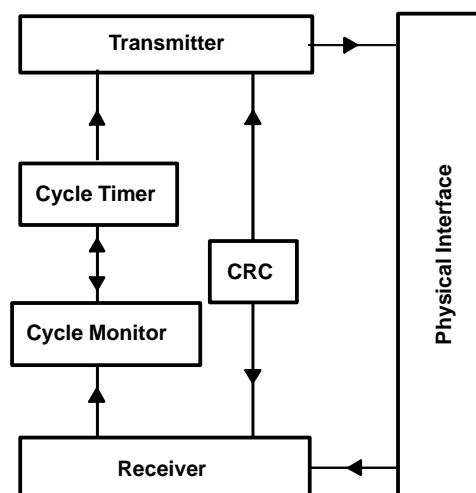 Transmitter
Cycle Timer
CRC
Cycle Monitor
Receiver
Physical Interface